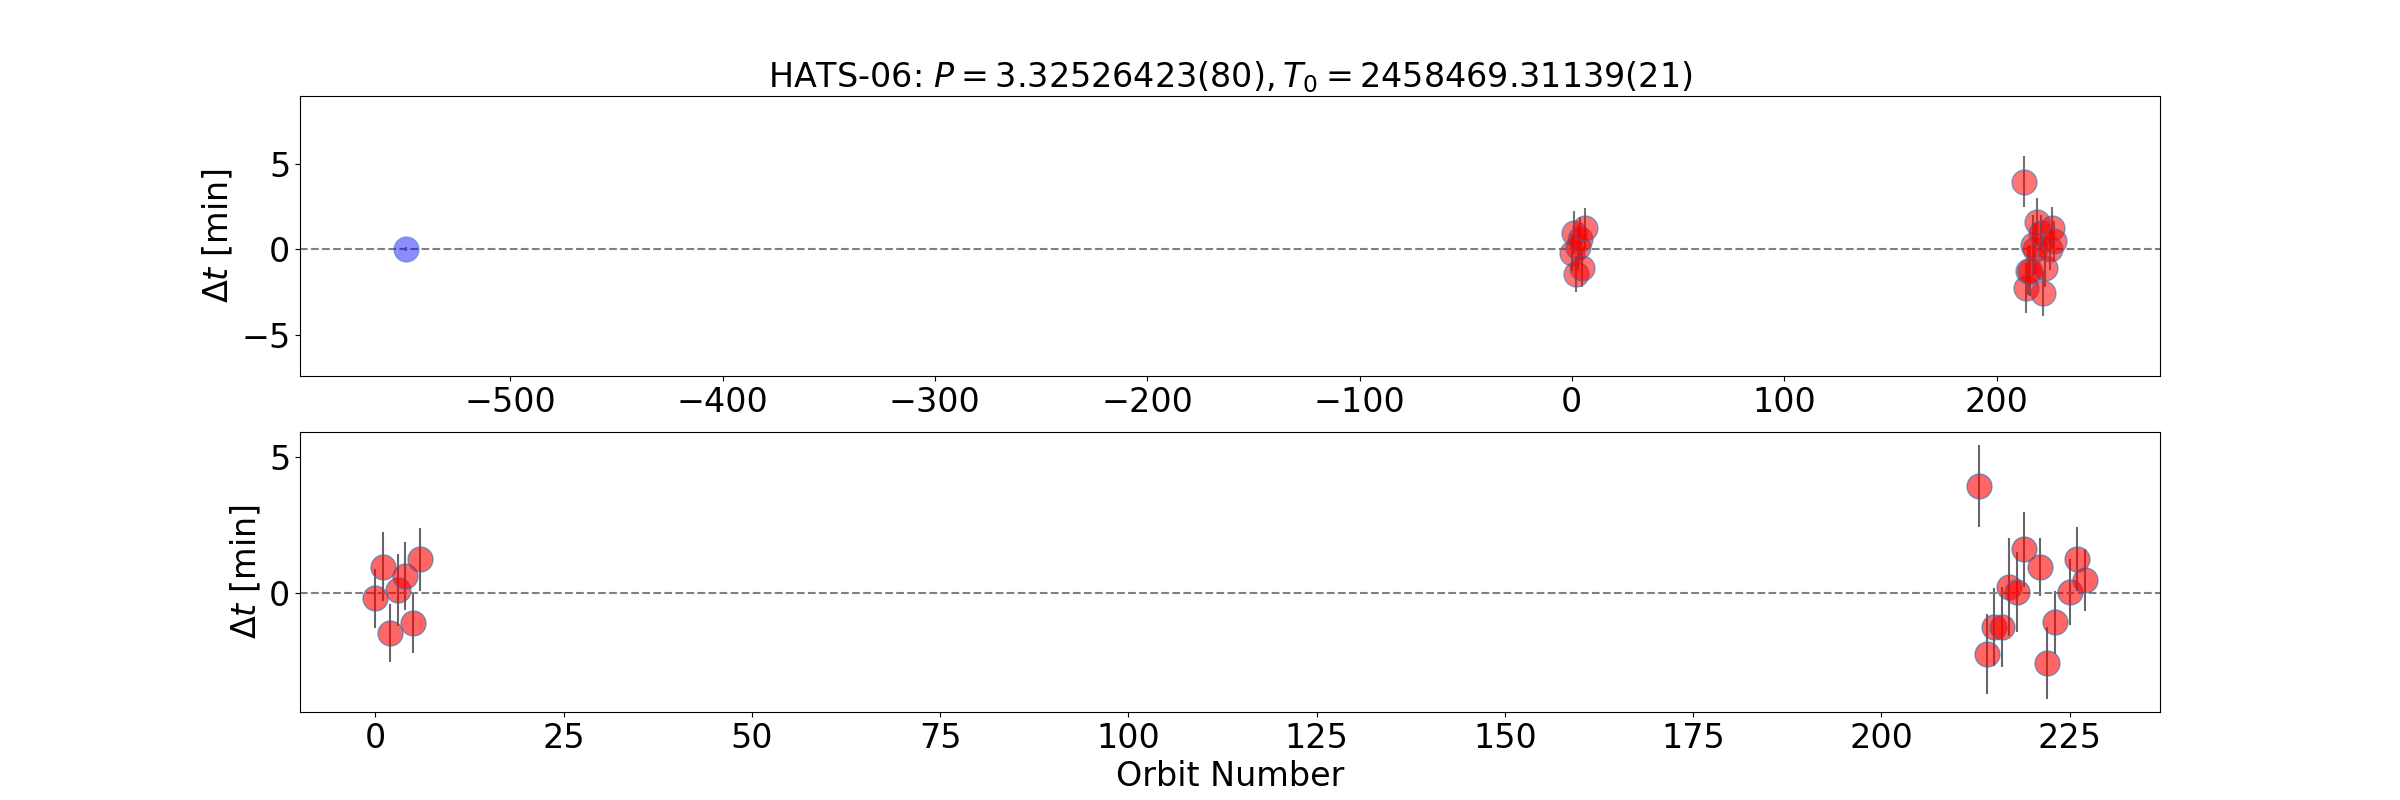 HATS-06: P = 3.32526423(80), T₀ = 2458469.31139(21)
Δt [min]
5
0
−5
−500 −400 −300 −200 −100 0 100 200
Δt [min]
5
0
0 25 50 75 100 125 150 175 200 225
Orbit Number